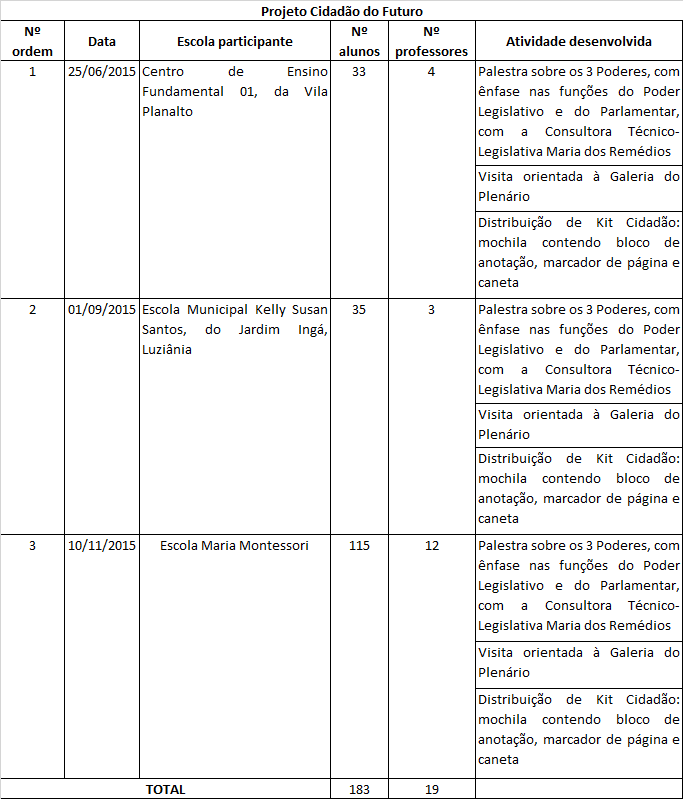 Projeto Cidadão do Futuro
Nº ordem Data Escola participante Nº alunos Nº professores Atividade desenvolvida
1 25/06/2015 Centro de Ensino 33 4 Palestra sobre os 3 Poderes, com
Fundamental 01, da Vila ênfase nas funções do Poder
Planalto Legislativo e do Parlamentar,
com a Consultora Técnico-
Legislativa Maria dos Remédios
Visita orientada à Galeria do
Plenário
Distribuição de Kit Cidadão:
mochila contendo bloco de
anotação, marcador de página e
caneta
2 01/09/2015 Escola Municipal Kelly Susan 35 3 Palestra sobre os 3 Poderes, com
Santos, do Jardim Ingá, ênfase nas funções do Poder
Luziânia Legislativo e do Parlamentar,
com a Consultora Técnico-
Legislativa Maria dos Remédios
Visita orientada à Galeria do
Plenário
Distribuição de Kit Cidadão:
mochila contendo bloco de
anotação, marcador de página e
caneta
3 10/11/2015 Escola Maria Montessori 115 12 Palestra sobre os 3 Poderes, com
ênfase nas funções do Poder
Legislativo e do Parlamentar,
com a Consultora Técnico-
Legislativa Maria dos Remédios
Visita orientada à Galeria do
Plenário
Distribuição de Kit Cidadão:
mochila contendo bloco de
anotação, marcador de página e
caneta
TOTAL 183 19